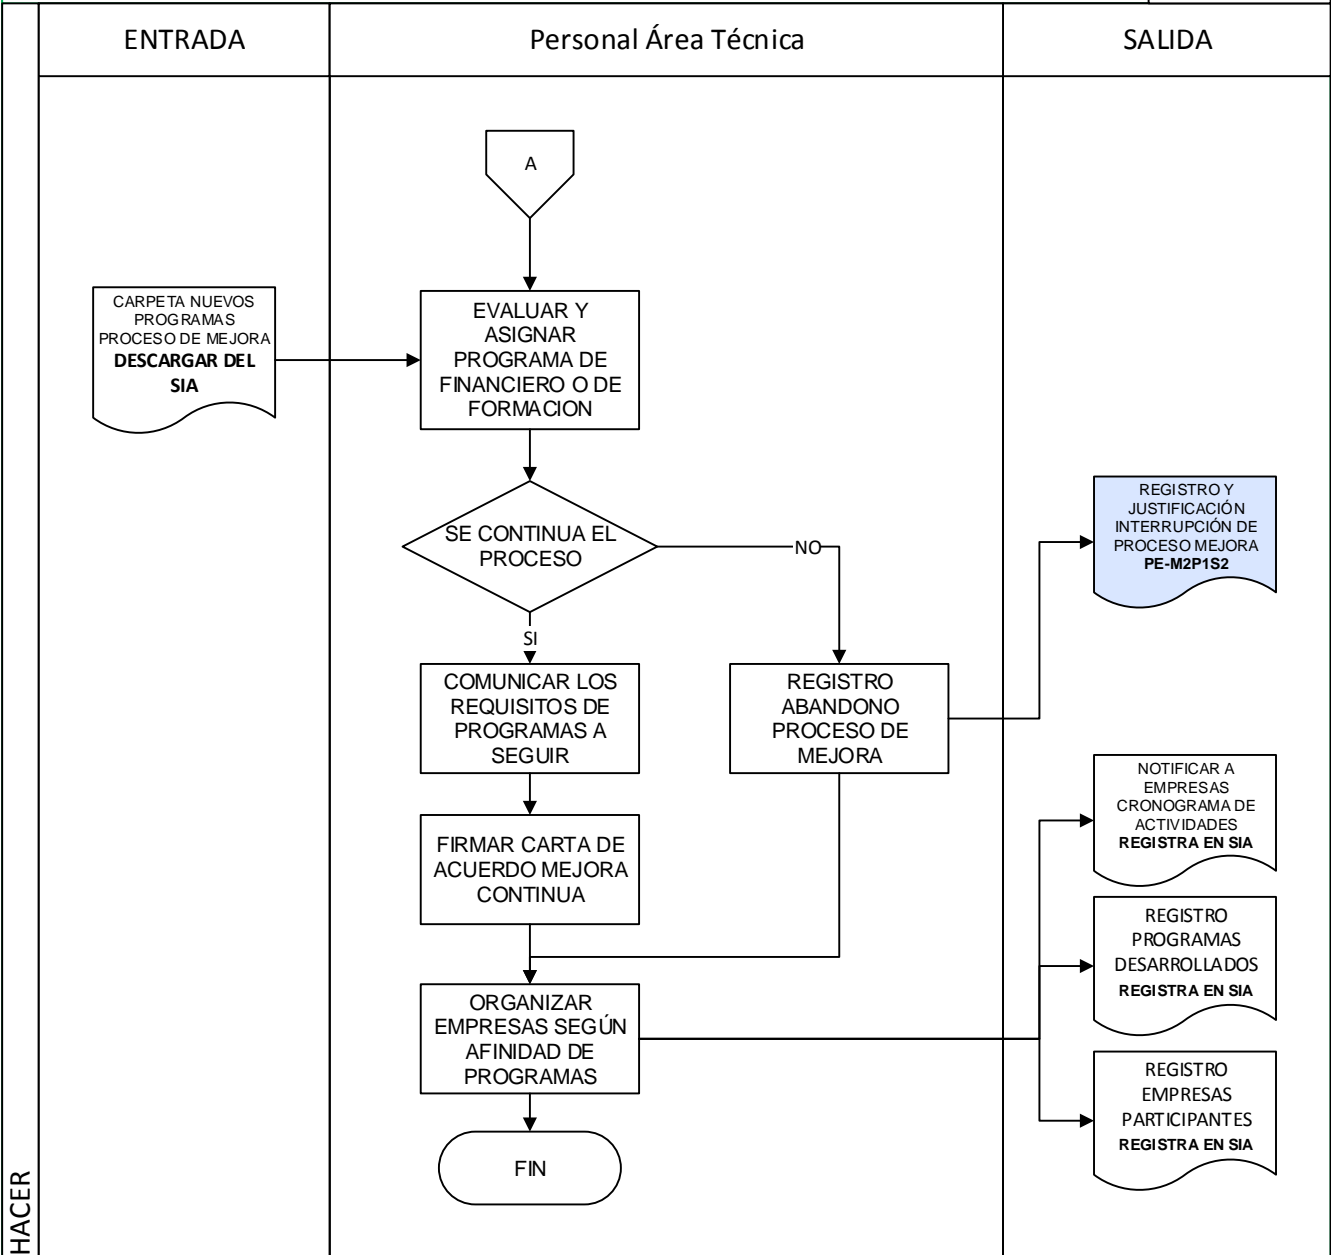 ENTRADA
Personal Área Técnica
SALIDA
A
CARPETA NUEVOS
PROGRAMAS
PROCESO DE MEJORA
DESCARGAR DEL
SIA
EVALUAR Y
ASIGNAR
PROGRAMA DE
FINANCIERO O DE
FORMACION
SE CONTINUA EL
PROCESO
NO
SI
REGISTRO Y
JUSTIFICACIÓN
INTERRUPCIÓN DE
PROCESO MEJORA
PE-M2P1S2
COMUNICAR LOS
REQUISITOS DE
PROGRAMAS A
SEGUIR
REGISTRO
ABANDONO
PROCESO DE
MEJORA
FIRMAR CARTA DE
ACUERDO MEJORA
CONTINUA
NOTIFICAR A
EMPRESAS
CRONOGRAMA DE
ACTIVIDADES
REGISTRA EN SIA
REGISTRO
PROGRAMAS
DESARROLLADOS
REGISTRA EN SIA
ORGANIZAR
EMPRESAS SEGÚN
AFINIDAD DE
PROGRAMAS
REGISTRO
EMPRESAS
PARTICIPANTES
REGISTRA EN SIA
FIN
HACER